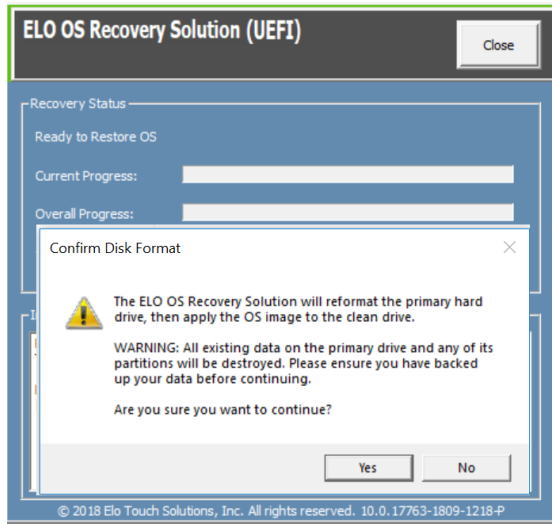 ELO OS Recovery Solution (UEFI)
Close
Recovery Status
Ready to Restore OS
Current Progress:
Overall Progress:
Confirm Disk Format
The ELO OS Recovery Solution will reformat the primary hard
drive, then apply the OS image to the clean drive.
WARNING: All existing data on the primary drive and any of its
partitions will be destroyed. Please ensure you have backed
up your data before continuing.
Are you sure you want to continue?
Yes
No
© 2018 Elo Touch Solutions, Inc. All rights reserved. 10.0.17763-1809-1218-P